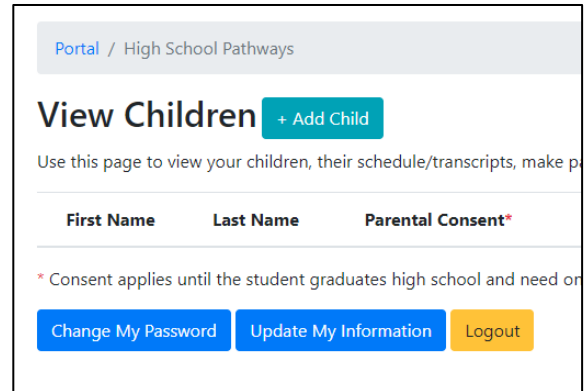 Portal / High School Pathways
View Children + Add Child
Use this page to view your children, their schedule/transcripts, make
First Name Last Name Parental Consent*
* Consent applies until the student graduates high school and need
Change My Password Update My Information Logout